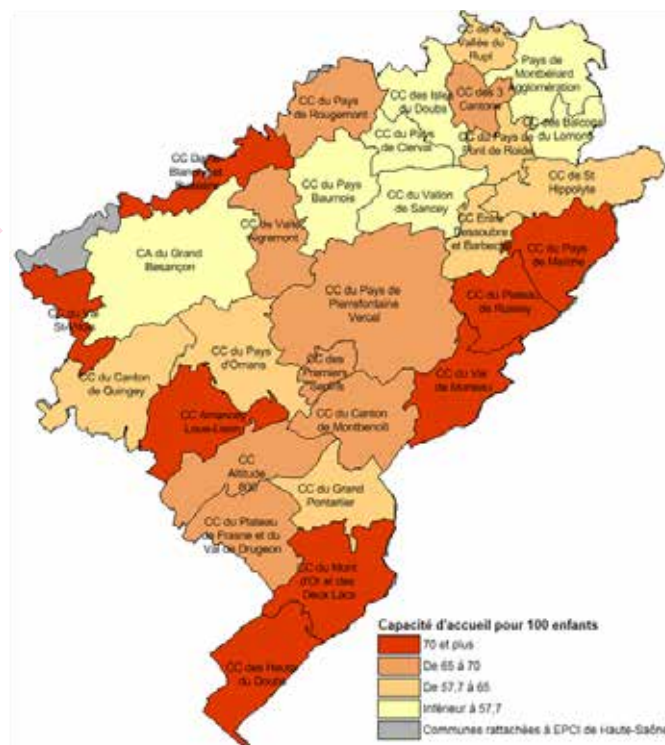 CC de la
Vallée du
Rupt
Pays de
Montbéliard
Agglomération
CC des Isles
du Doubs
CC des 3
Cantons
CC du Pays
de Rougemont
CC des Balcons
du Lomont
CC du Pays
de Clerval
CC du Pays de
Pont de Roide
CC Dame
Blanche et
CC du Pays
Baumois
CC de St
Hippolyte
CC du Vallon
de Sancey
CC de Vaite
Aigremont
CC Entre
Dessoubre
et Barbèche
CA du Grand
Besançon
CC du Pays
de Maîche
CC du Pays de
Pierrefontaine
Vercel
CC du Plateau
de Russey
CC du Val
St-Vitois
CC du Pays
d'Ornans
CC des
Premiers
Sapins
CC du Canton
de Quingey
CC du Val
de Morteau
CC Amancey
Loue-Lison
CC du Canton
de Montbenoît
CC
Altitude
800
CC du Grand
Pontarlier
CC du Plateau
de Frasne et du
Val de Drugeon
CC du Mont
d'Or et des
Deux Lacs
CC des Hauts
du Doubs
Capacité d'accueil pour 100 enfants
70 et plus
De 65 à 70
De 57,7 à 65
Inférieur à 57,7
Communes rattachées à EPCI de Haute-Saône